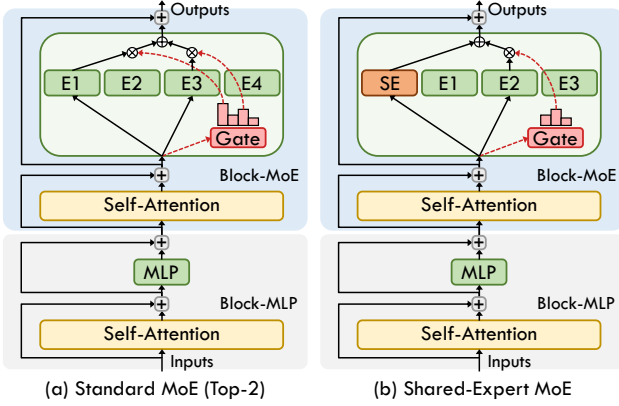 Outputs
E1 E2 E3 E4
Gate
Block-MoE
Self-Attention
MLP
Block-MLP
Self-Attention
Inputs
(a) Standard MoE (Top-2)
Outputs
SE E1 E2 E3
Gate
Block-MoE
Self-Attention
MLP
Block-MLP
Self-Attention
Inputs
(b) Shared-Expert MoE